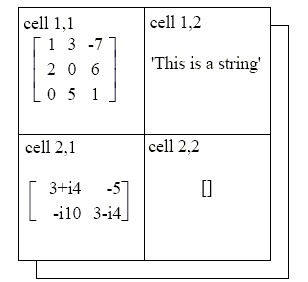 cell 1,1
1 3 -7
2 0 6
0 5 1
cell 1,2
'This is a string'
cell 2,1
3+i4 -5
-i10 3-i4
cell 2,2
[]